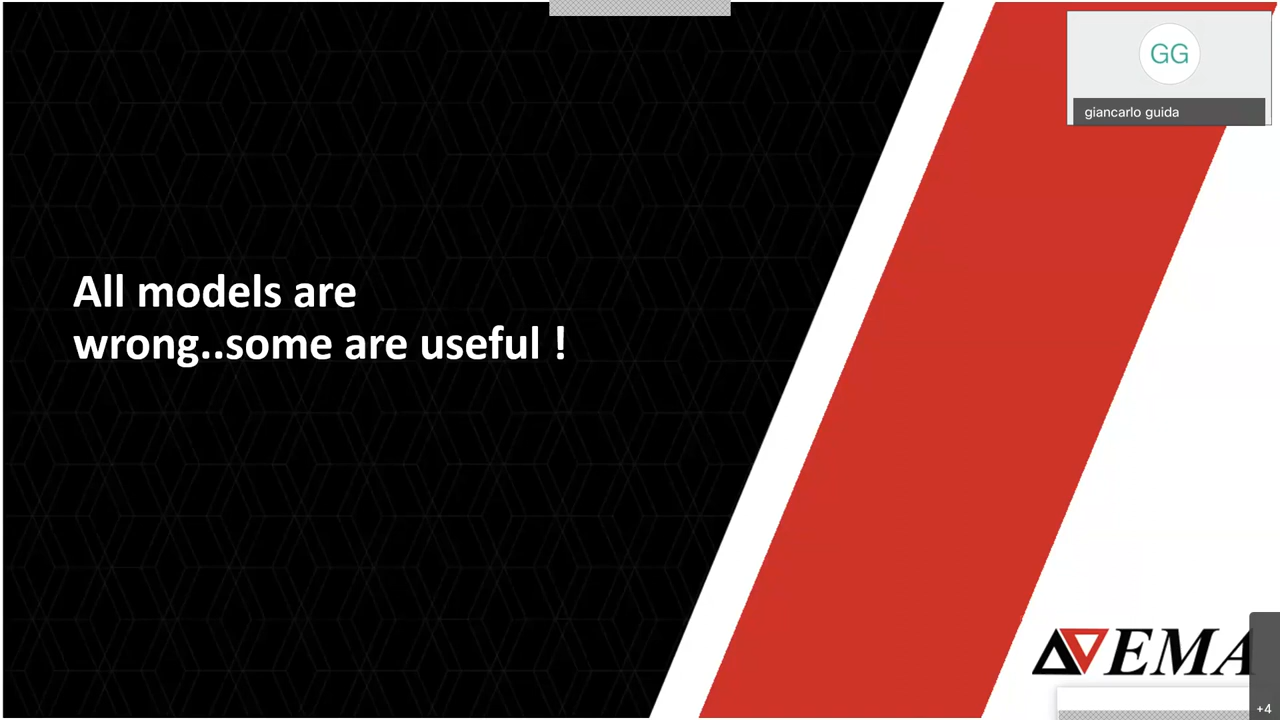 GG
giancarlo guida
All models are
wrong..some are useful !
EMA
+4